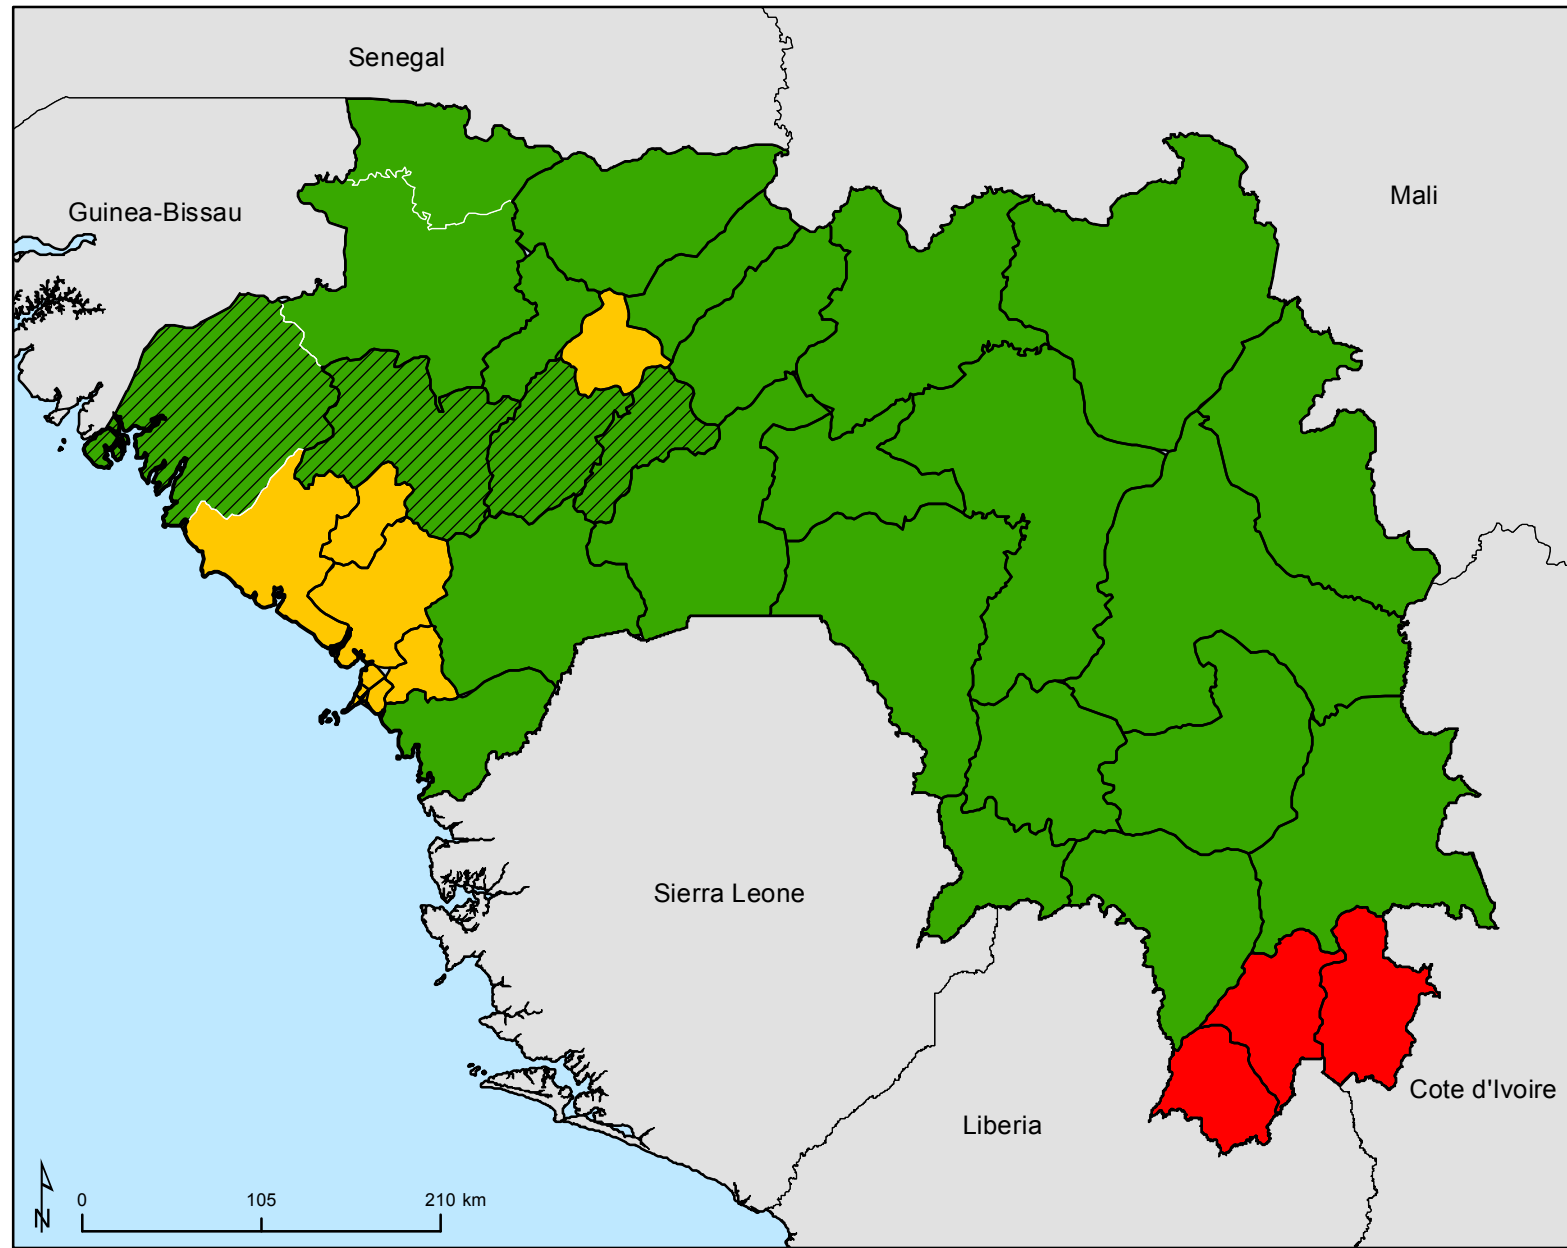 Senegal
Mali
Guinea-Bissau
Sierra Leone
Cote d'Ivoire
Liberia
N
0 105 210 km